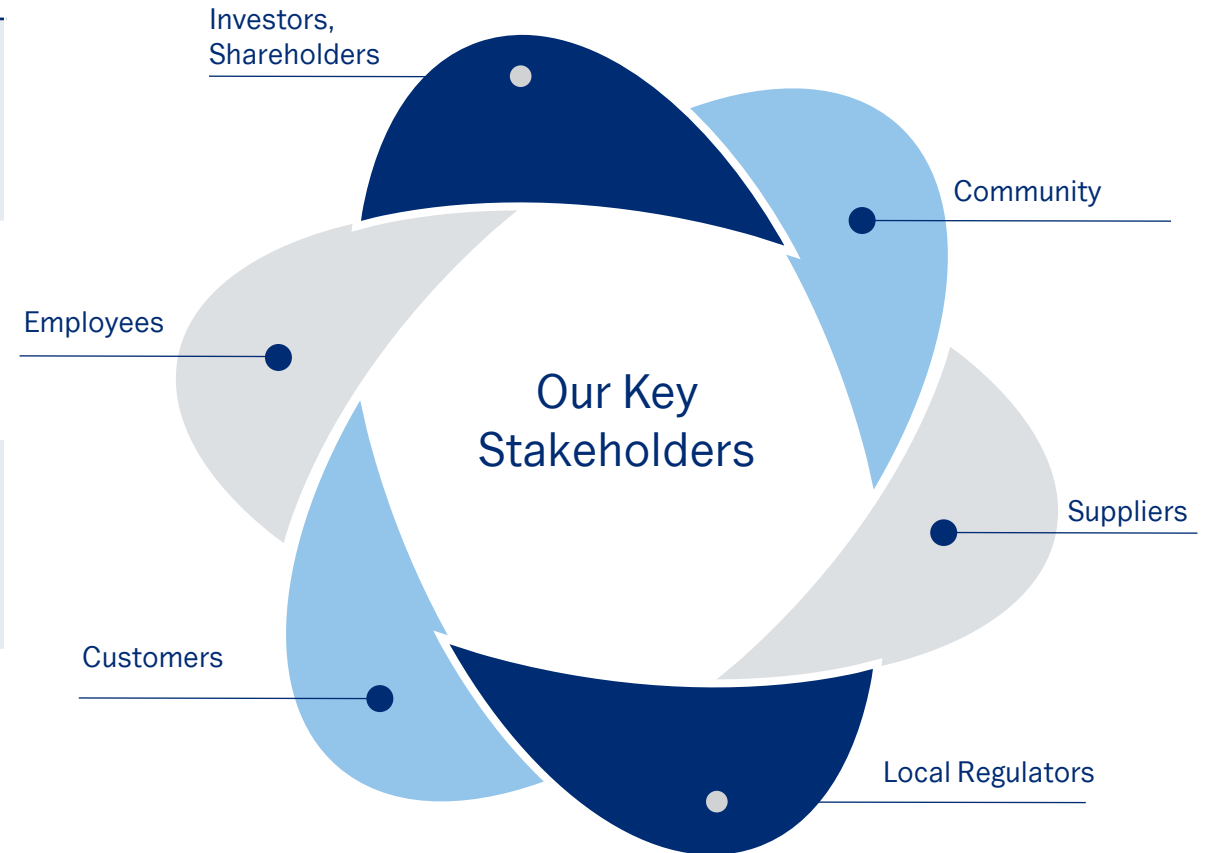 Investors,
Shareholders
Community
Employees
Our Key
Stakeholders
Suppliers
Customers
Local Regulators